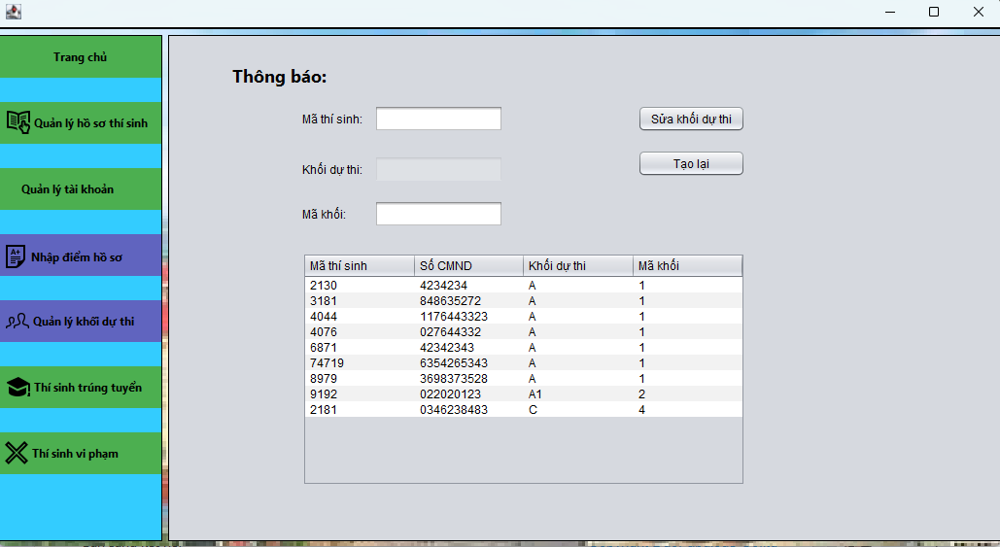 Trang chủ
Quản lý hồ sơ thí sinh
Quản lý tài khoản
Nhập điểm hồ sơ
Quản lý khối dự thi
Thí sinh trúng tuyển
Thí sinh vi phạm
Thông báo:
Mã thí sinh:
Sửa khối dự thi
Khối dự thi:
Tạo lại
Mã khối:
Mã thí sinh Số CMND Khối dự thi Mã khối
2130 4234234 A 1
3181 848635272 A 1
4044 1176443323 A 1
4076 027644332 A 1
6871 42342343 A 1
74719 6354265343 A 1
8979 3698373528 A 1
9192 022020123 A1 2
2181 0346238483 C 4